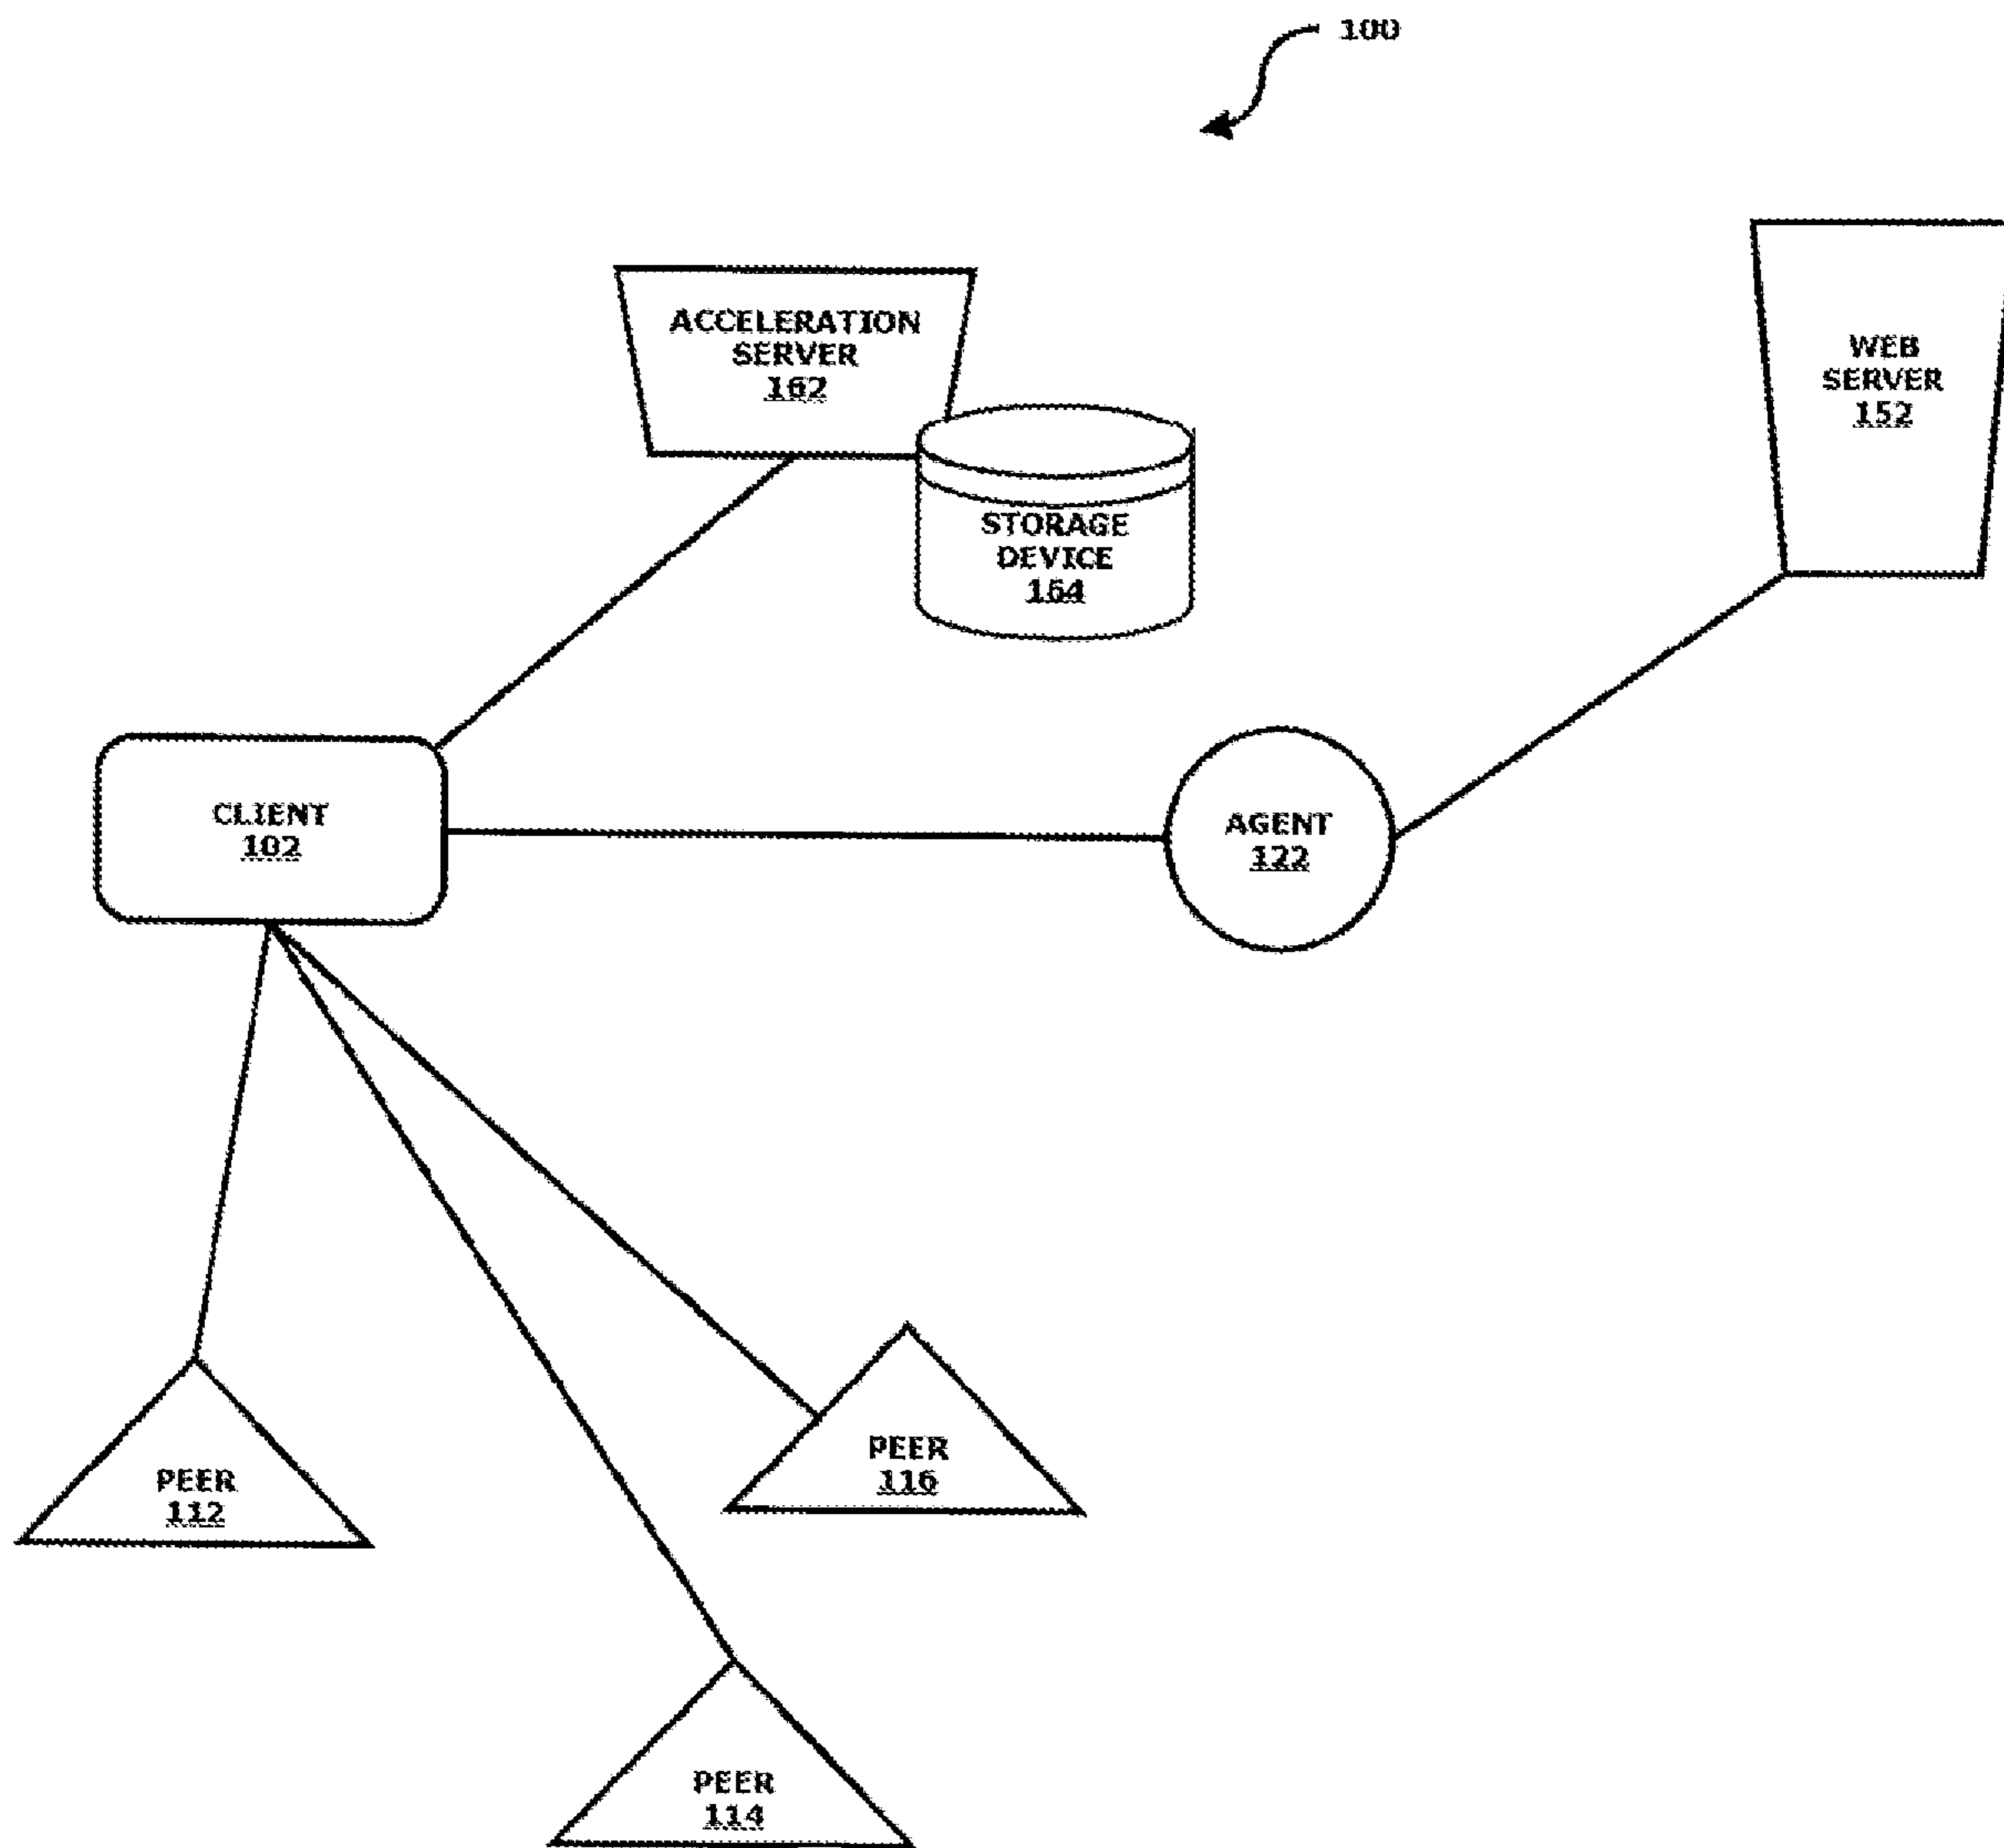 100
ACCELERATION
SERVER
162
WEB
SERVER
152
STORAGE
DEVICE
164
CLIENT
102
AGENT
122
PEER
116
PEER
112
PEER
114